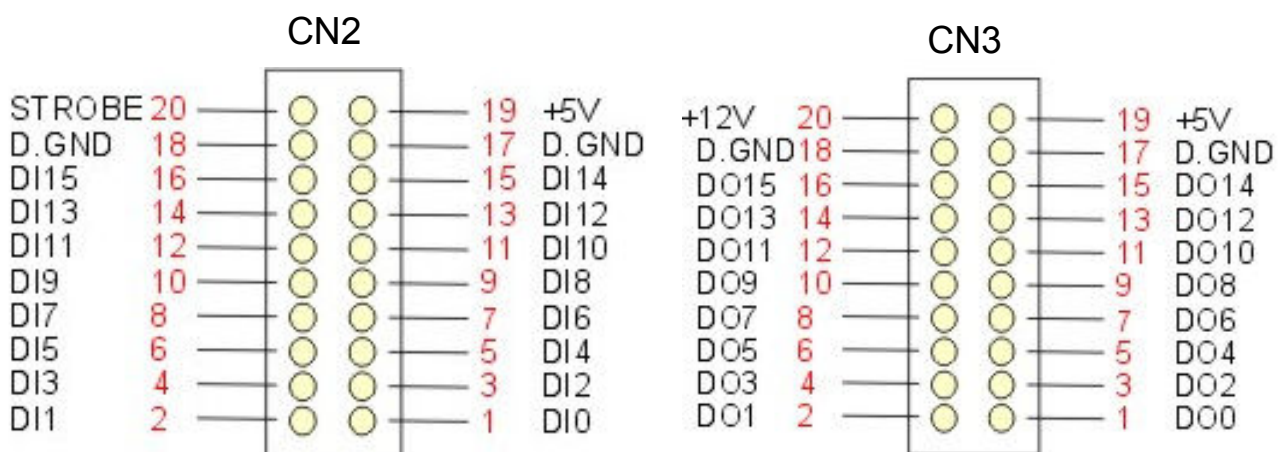 CN2
STROBE 20 19 +5V
D.GND 18 17 D.GND
DI15 16 15 DI14
DI13 14 13 DI12
DI11 12 11 DI10
DI9 10 9 DI8
DI7 8 7 DI6
DI5 6 5 DI4
DI3 4 3 DI2
DI1 2 1 DI0
CN3
+12V 20 19 +5V
D.GND 18 17 D.GND
DO15 16 15 DO14
DO13 14 13 DO12
DO11 12 11 DO10
DO9 10 9 DO8
DO7 8 7 DO6
DO5 6 5 DO4
DO3 4 3 DO2
DO1 2 1 DO0